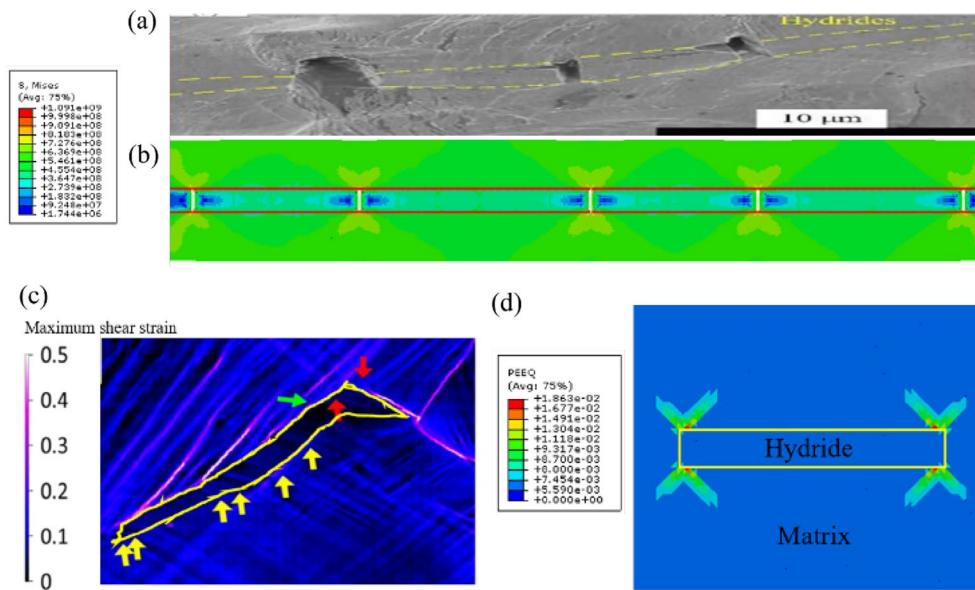 (a)
Hydrides
10 μm
S, Mises
(Avg: 75%)
+1.091e+09
+9.998e+08
+9.091e+08
+8.183e+08
+7.276e+08
+6.369e+08
+5.461e+08
+4.554e+08
+3.647e+08
+2.739e+08
+1.832e+08
+9.248e+07
+1.744e+06
(b)
(c)
Maximum shear strain
0.5
0.4
0.3
0.2
0.1
0
(d)
PEEQ
(Avg: 75%)
+1.863e-02
+1.677e-02
+1.491e-02
+1.304e-02
+1.118e-02
+9.317e-03
+8.700e-03
+8.000e-03
+7.454e-03
+5.590e-03
+0.000e+00
Hydride
Matrix